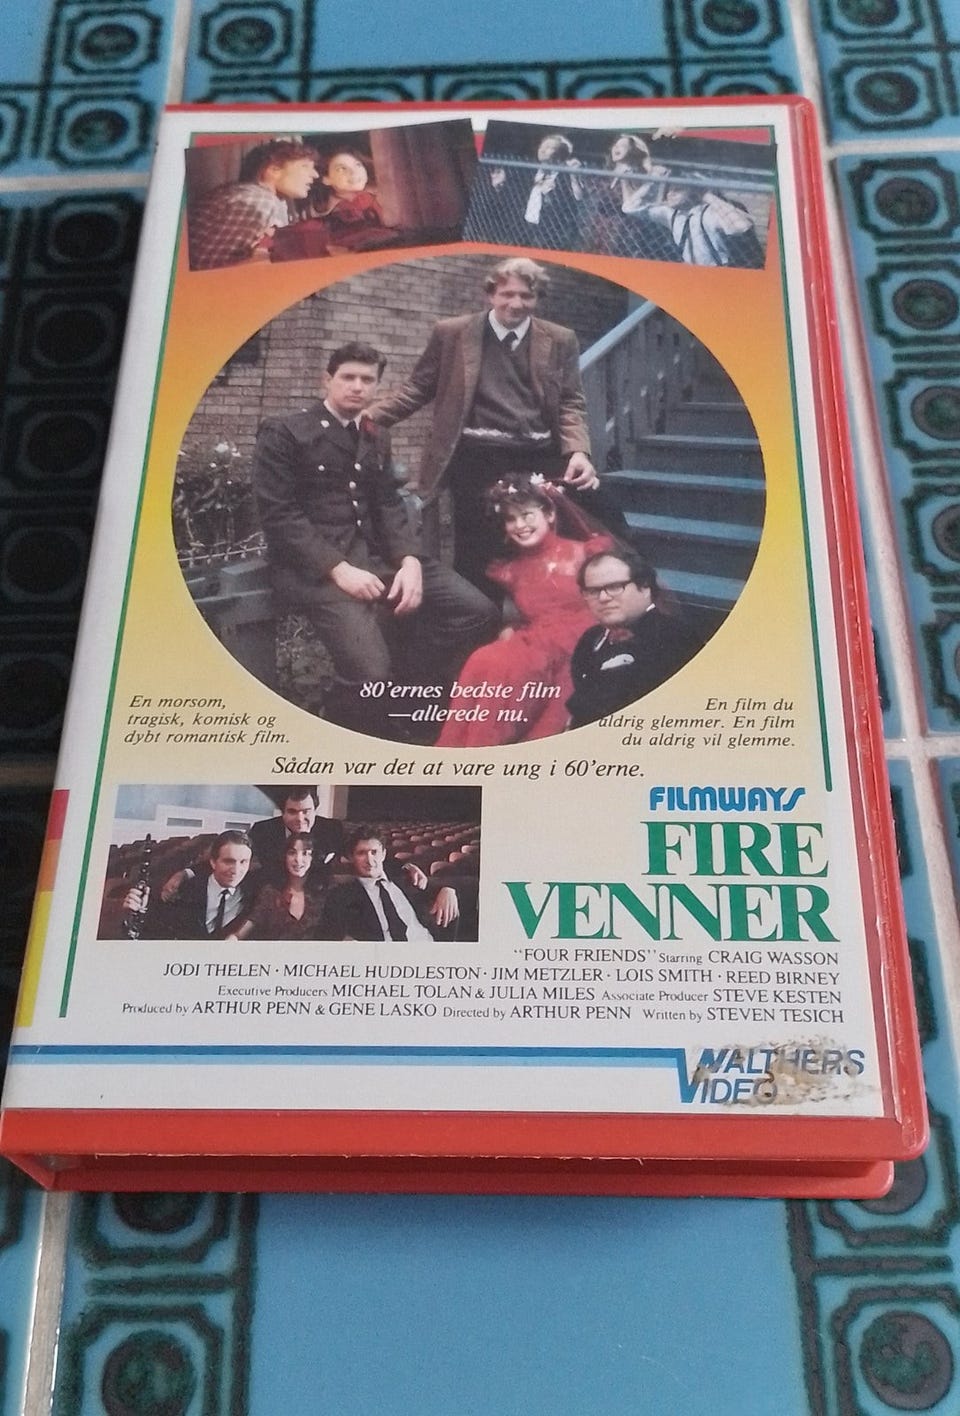 80'ernes bedste film
—allerede nu.
En morsom,
tragisk, komisk og
dybt romantisk film.
En film du
aldrig glemmer. En film
du aldrig vil glemme.
Sådan var det at vare ung i 60'erne.
FILMWAYS
FIRE
VENNER
"FOUR FRIENDS" Starring CRAIG WASSON
JODI THELEN · MICHAEL HUDDLESTON · JIM METZLER · LOIS SMITH · REED BIRNEY
Executive Producers MICHAEL TOLAN & JULIA MILES Associate Producer STEVE KESTEN
Produced by ARTHUR PENN & GENE LASKO Directed by ARTHUR PENN Written by STEVEN TESICH
WALTHERS
VIDEO